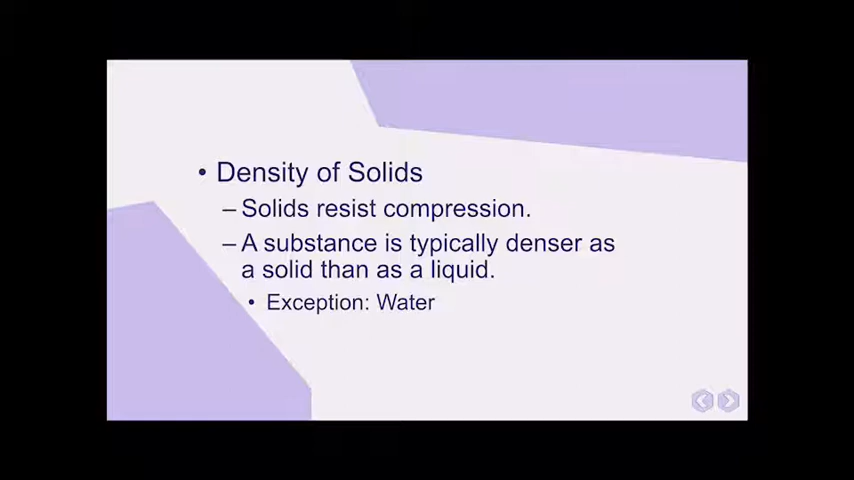 • Density of Solids
– Solids resist compression.
– A substance is typically denser as
a solid than as a liquid.
• Exception: Water